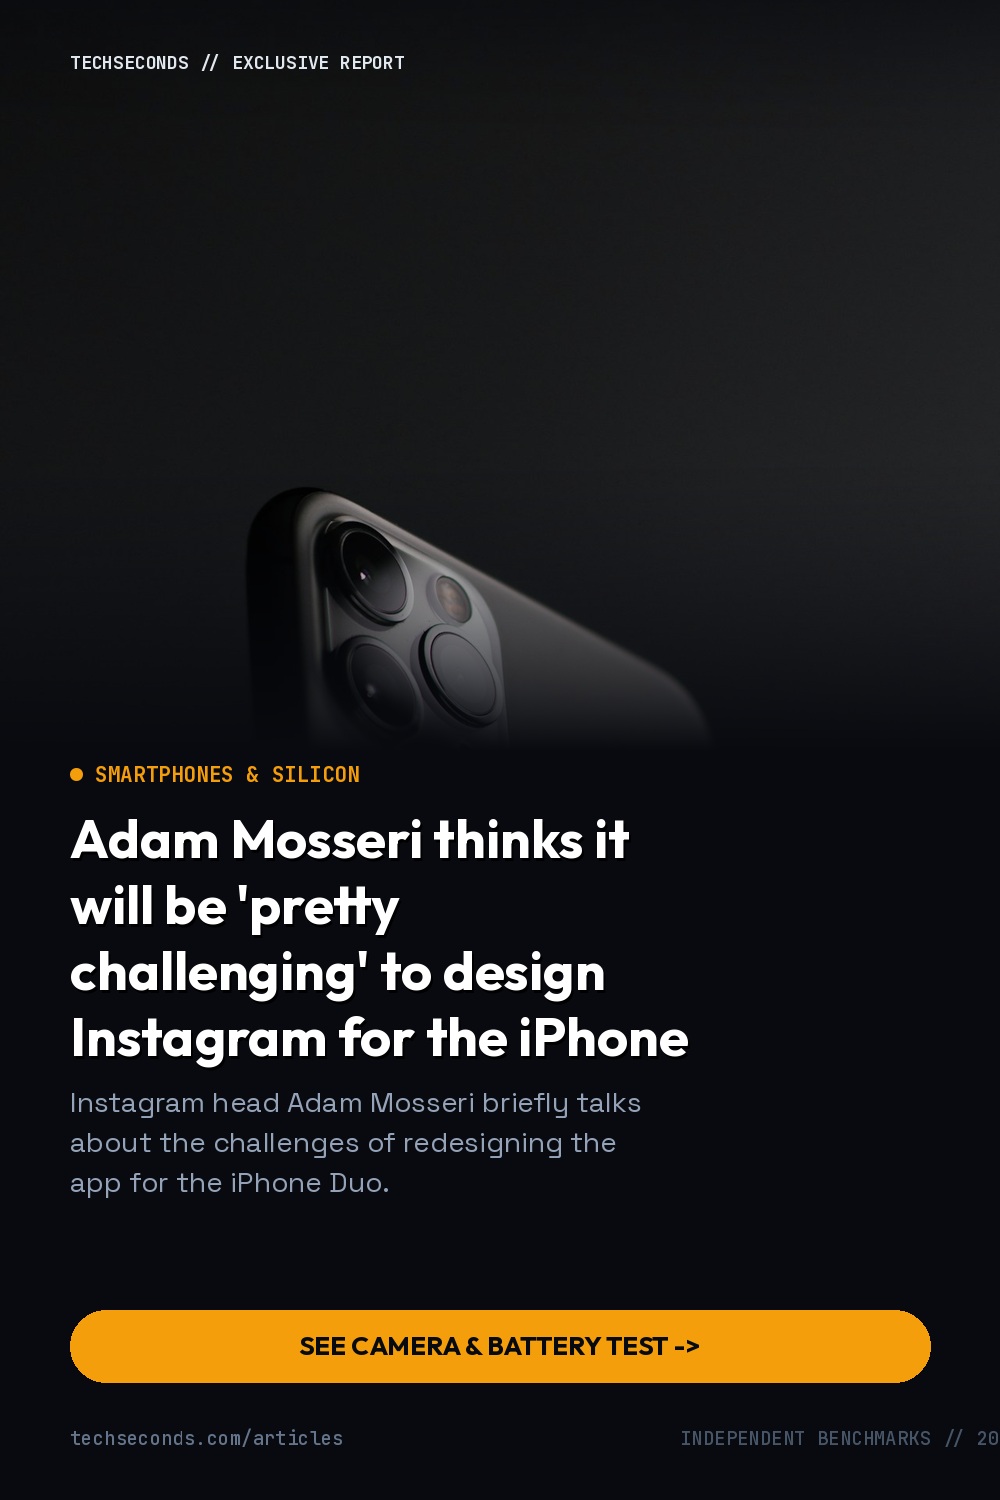 TECHSECONDS // EXCLUSIVE REPORT
SMARTPHONES & SILICON
Adam Mosseri thinks it
will be 'pretty
challenging' to design
Instagram for the iPhone
Instagram head Adam Mosseri briefly talks
about the challenges of redesigning the
app for the iPhone Duo.
SEE CAMERA & BATTERY TEST ->
techseconds.com/articles
INDEPENDENT BENCHMARKS // 20